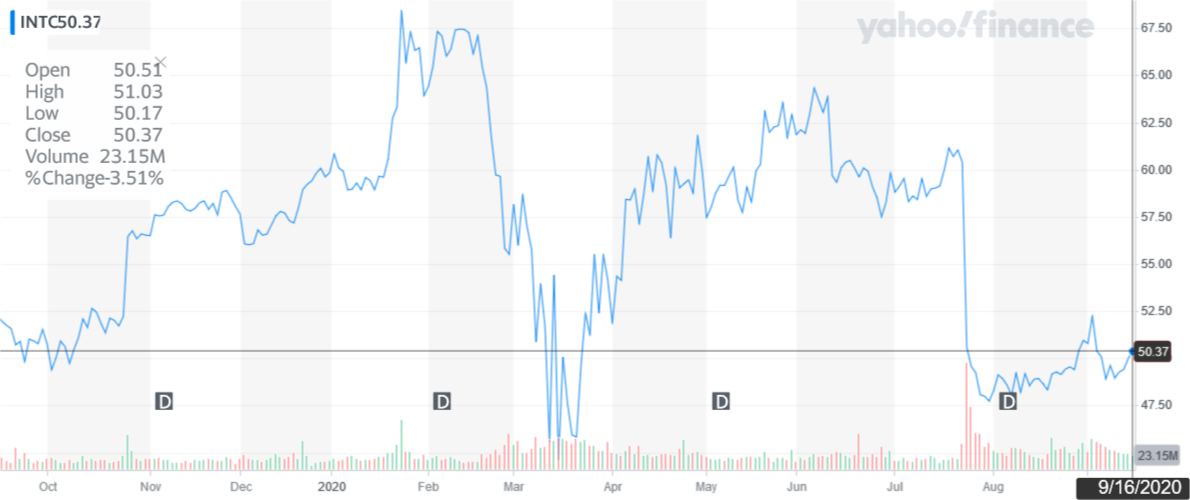 INTC50.37
yahoo!finance
Open 50.51
High 51.03
Low 50.17
Close 50.37
Volume 23.15M
%Change-3.51%
67.50
65.00
62.50
60.00
57.50
55.00
52.50
50.37
47.50
D D D D
23.15M
Oct Nov Dec 2020 Feb Mar Apr May Jun Jul Aug 9/16/2020